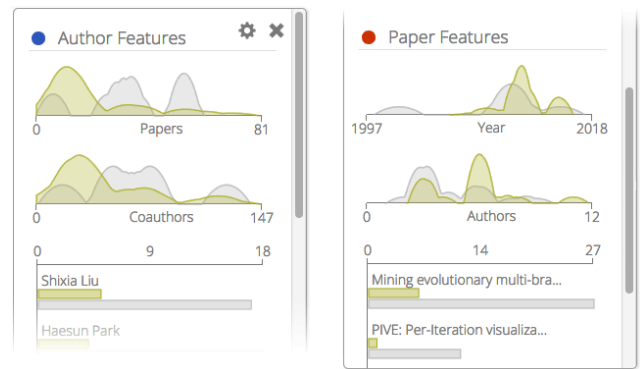 Author Features
0 Papers 81
0 Coauthors 147
0 9 18
Shixia Liu
Haesun Park
Paper Features
1997 Year 2018
0 Authors 12
0 14 27
Mining evolutionary multi-bra...
PIVE: Per-Iteration visualiza...